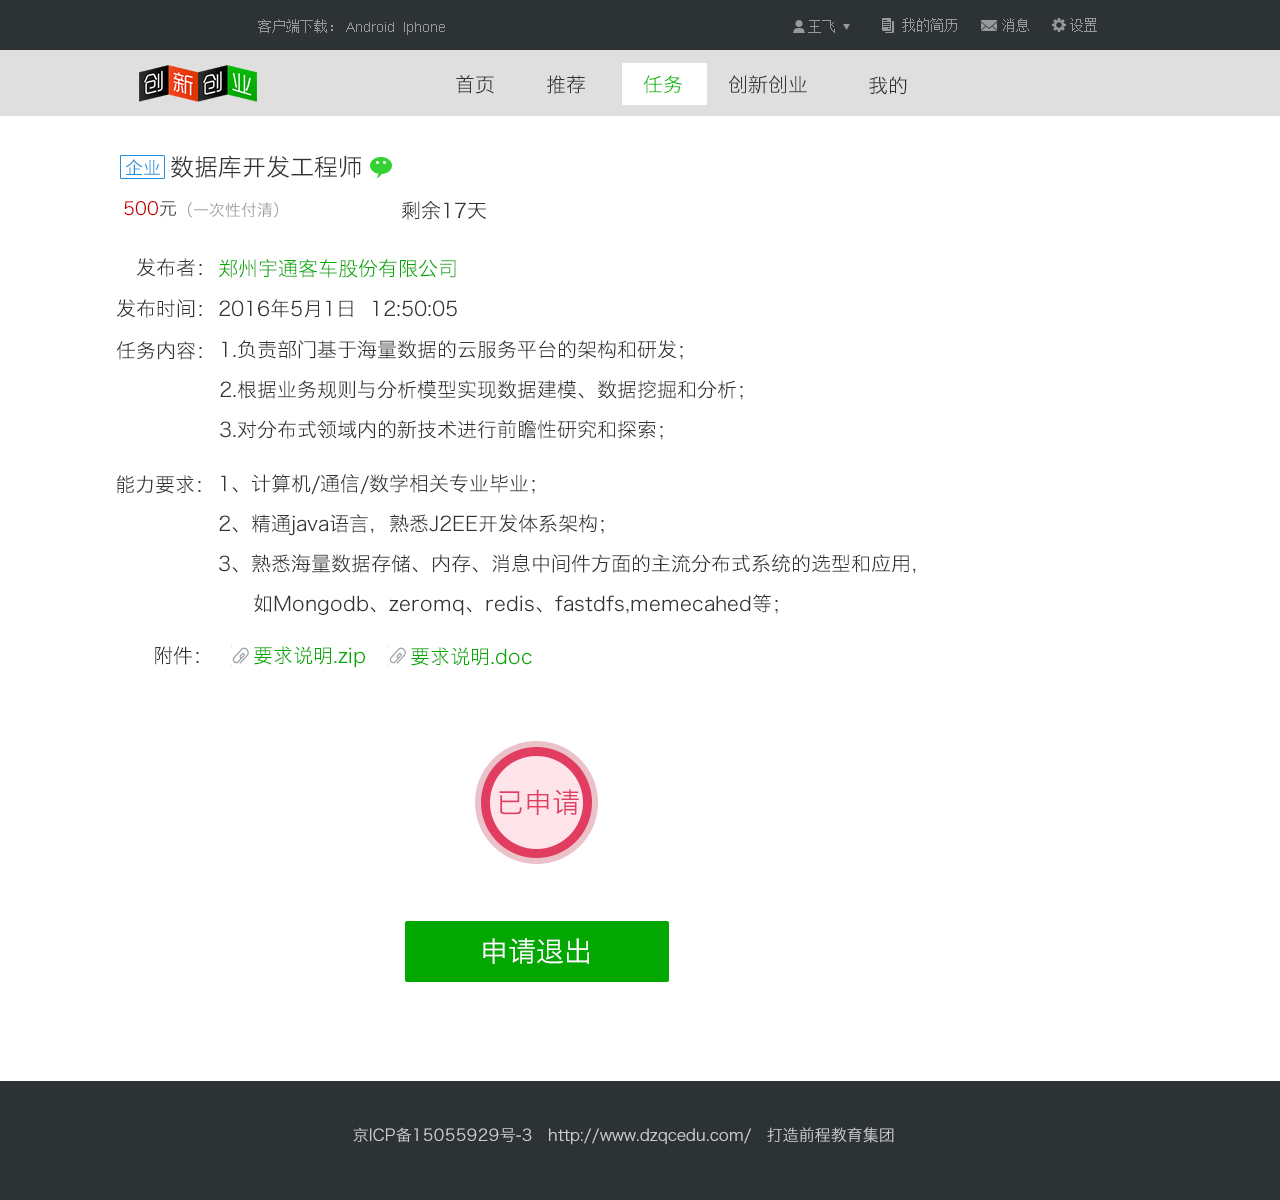 客户端下载： Android Iphone 王飞 ▼ 我的简历 消息 设置
创新创业 首页 推荐 任务 创新创业 我的
企业 数据库开发工程师
500元（一次性付清） 剩余17天
发布者： 郑州宇通客车股份有限公司
发布时间： 2016年5月1日 12:50:05
任务内容： 1.负责部门基于海量数据的云服务平台的架构和研发；
2.根据业务规则与分析模型实现数据建模、数据挖掘和分析；
3.对分布式领域内的新技术进行前瞻性研究和探索；
能力要求： 1、计算机/通信/数学相关专业毕业；
2、精通java语言，熟悉J2EE开发体系架构；
3、熟悉海量数据存储、内存、消息中间件方面的主流分布式系统的选型和应用，
如Mongodb、zeromq、redis、fastdfs,memecahed等；
附件： 要求说明.zip 要求说明.doc
已申请
申请退出
京ICP备15055929号-3 http://www.dzqcedu.com/ 打造前程教育集团